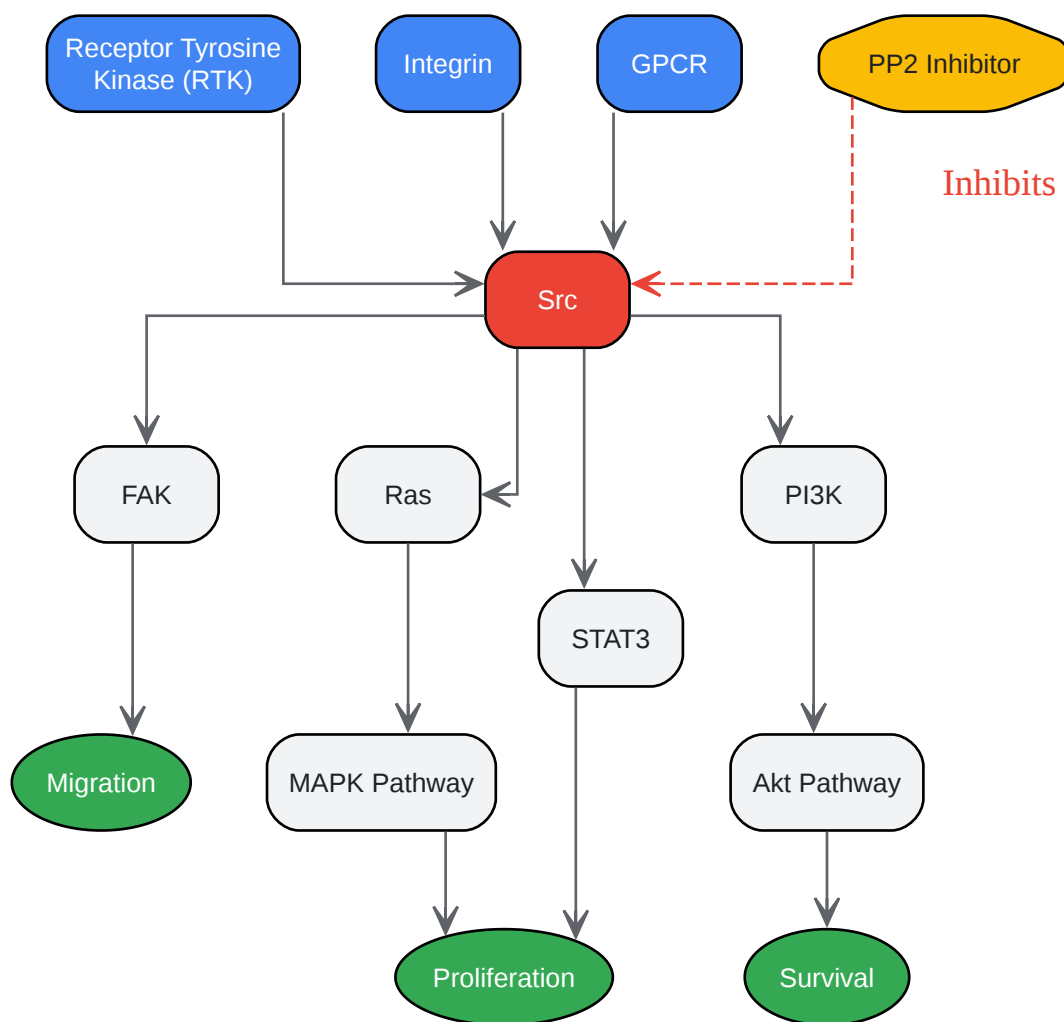 Receptor Tyrosine
Kinase (RTK)
Integrin
GPCR
PP2 Inhibitor
Inhibits
Src
FAK
Ras
PI3K
STAT3
Migration
MAPK Pathway
Akt Pathway
Proliferation
Survival